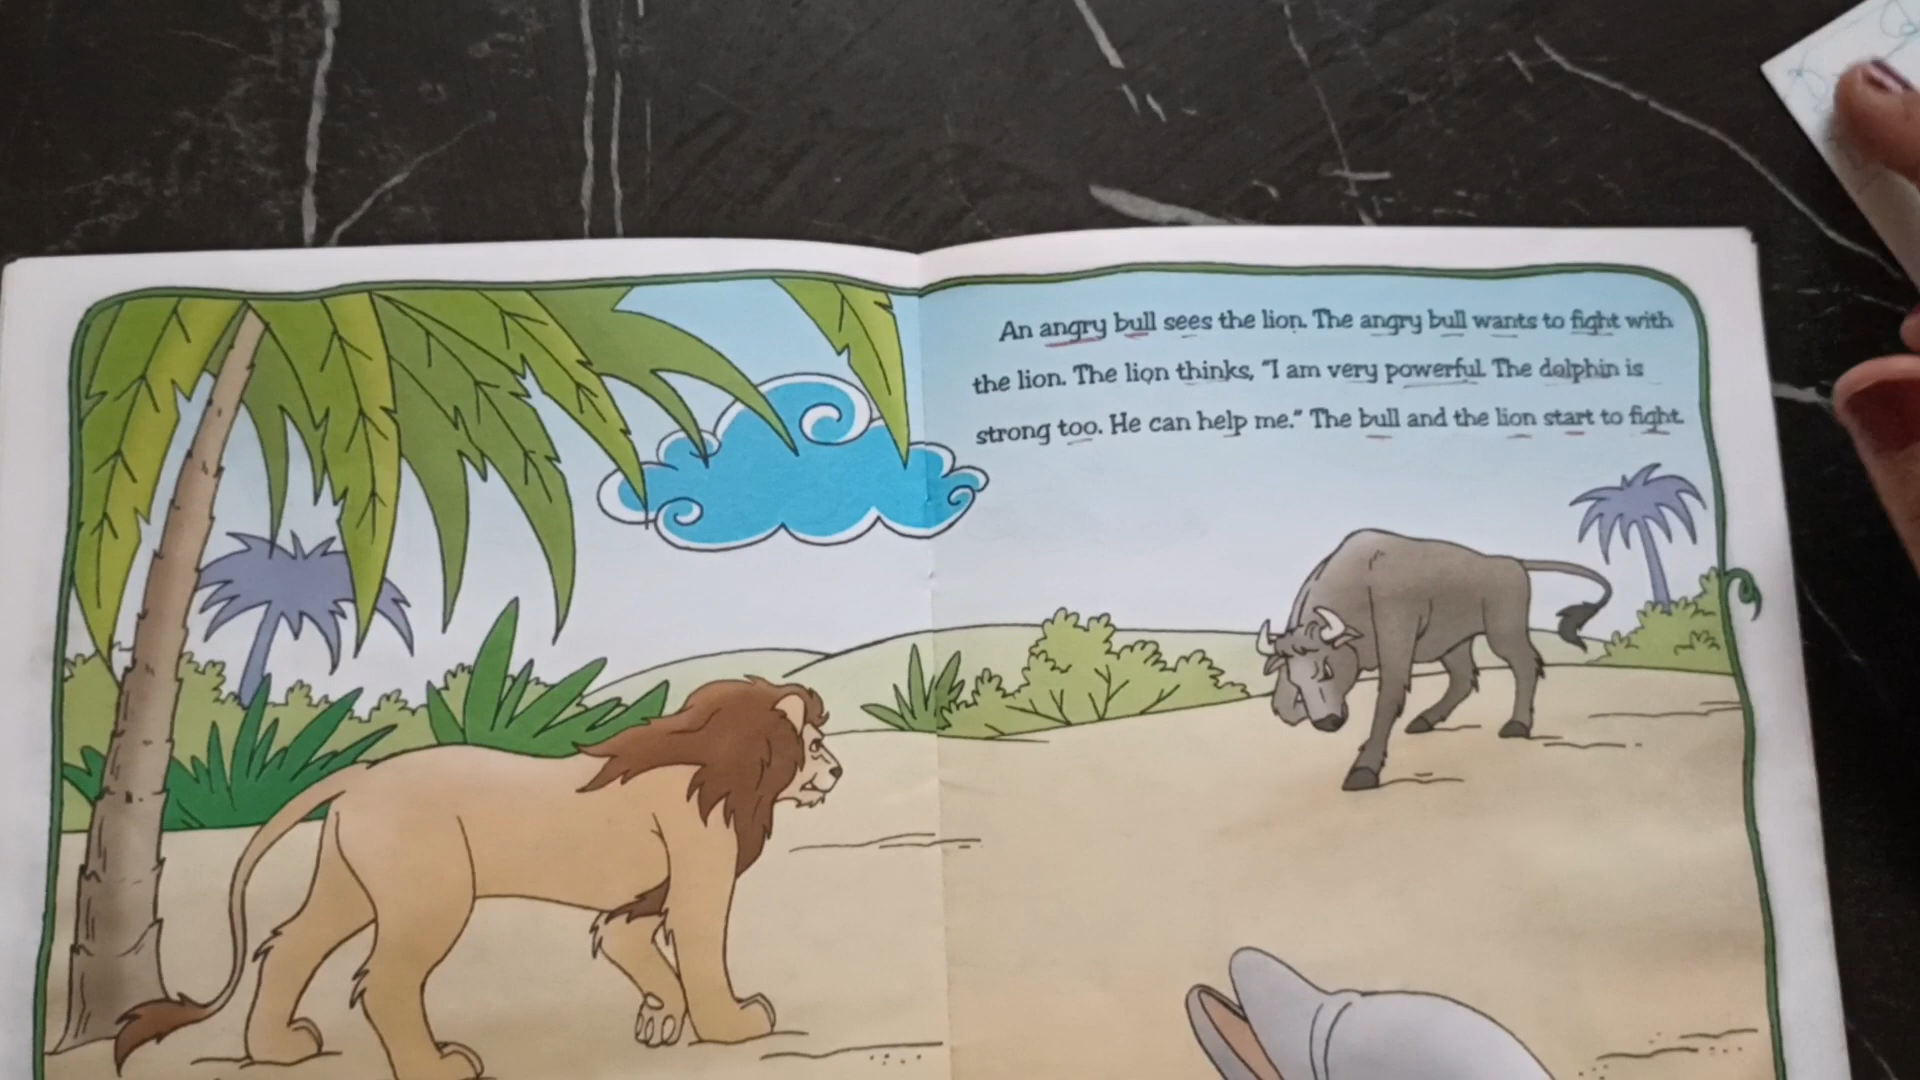 An angry bull sees the lion. The angry bull wants to fight with
the lion. The lion thinks, “I am very powerful. The dolphin is
strong too. He can help me.” The bull and the lion start to fight.